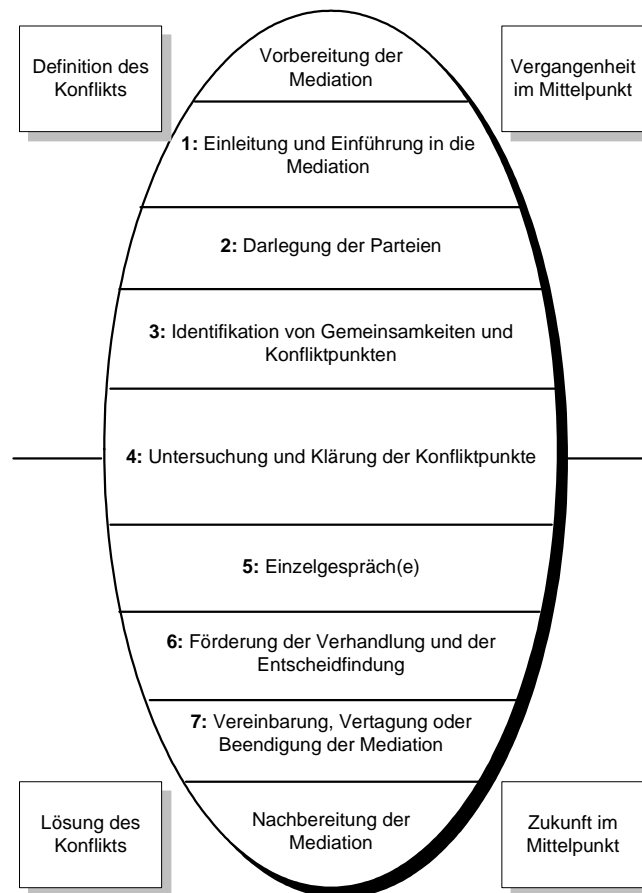 Definition des
Konflikts
Vorbereitung der
Mediation
Vergangenheit
im Mittelpunkt
1: Einleitung und Einführung in die
Mediation
2: Darlegung der Parteien
3: Identifikation von Gemeinsamkeiten und
Konfliktpunkten
4: Untersuchung und Klärung der Konfliktpunkte
5: Einzelgespräch(e)
6: Förderung der Verhandlung und der
Entscheidfindung
7: Vereinbarung, Vertagung oder
Beendigung der Mediation
Lösung des
Konflikts
Nachbereitung der
Mediation
Zukunft im
Mittelpunkt